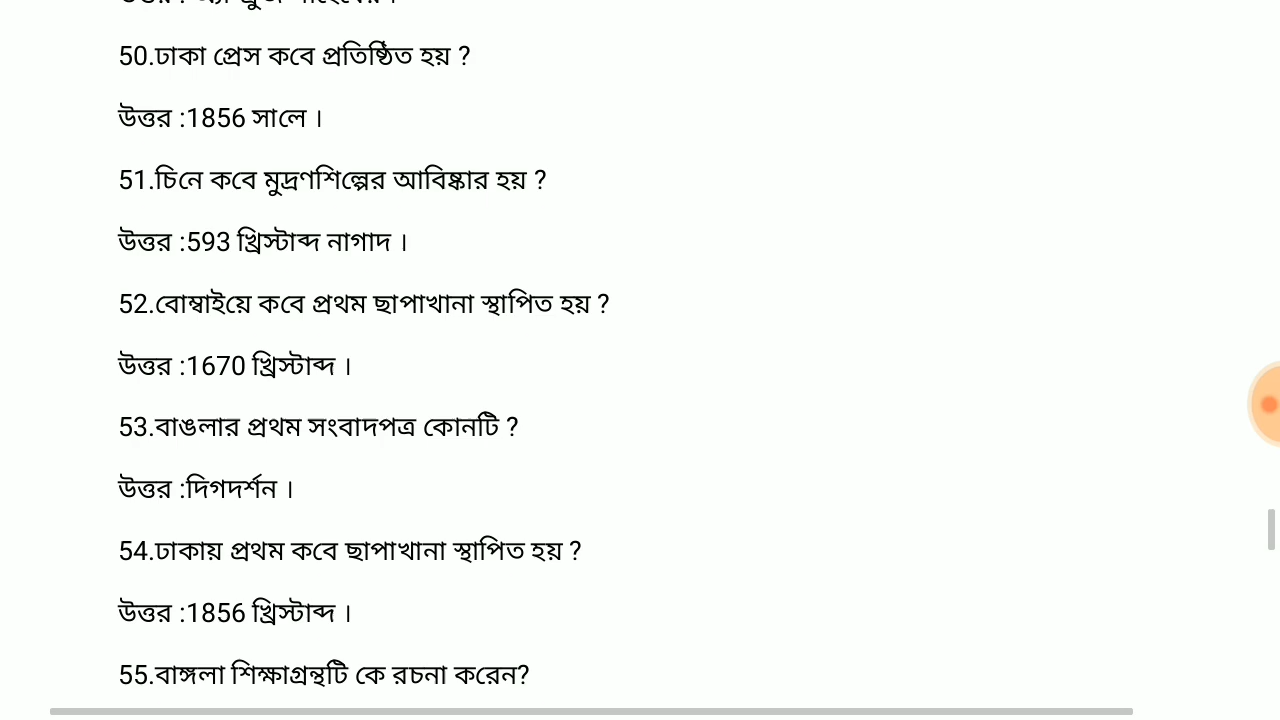 50.ঢাকা প্রেস কবে প্রতিষ্ঠিত হয় ?
উত্তর :1856 সালে ।
51.চিনে কবে মুদ্রণশিল্পের আবিষ্কার হয় ?
উত্তর :593 খ্রিস্টাব্দ নাগাদ ।
52.বোম্বাইয়ে কবে প্রথম ছাপাখানা স্থাপিত হয় ?
উত্তর :1670 খ্রিস্টাব্দ ।
53.বাঙলার প্রথম সংবাদপত্র কোনটি ?
উত্তর :দিগদর্শন ।
54.ঢাকায় প্রথম কবে ছাপাখানা স্থাপিত হয় ?
উত্তর :1856 খ্রিস্টাব্দ ।
55.বাঙ্গলা শিক্ষাগ্রন্থটি কে রচনা করেন?